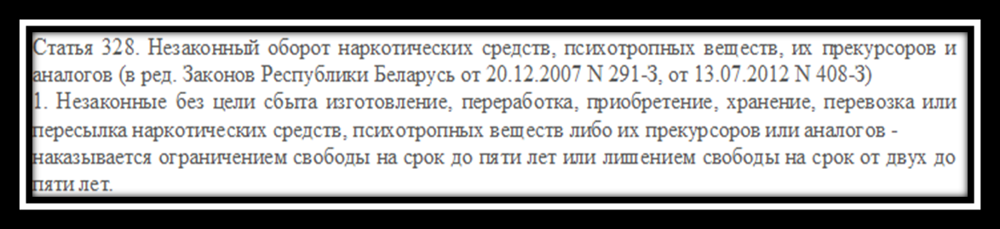 Статья 328. Незаконный оборот наркотических средств, психотропных веществ, их прекурсоров и
аналогов (в ред. Законов Республики Беларусь от 20.12.2007 N 291-З, от 13.07.2012 N 408-З)
1. Незаконные без цели сбыта изготовление, переработка, приобретение, хранение, перевозка или
пересылка наркотических средств, психотропных веществ либо их прекурсоров или аналогов -
наказывается ограничением свободы на срок до пяти лет или лишением свободы на срок от двух до
пяти лет.